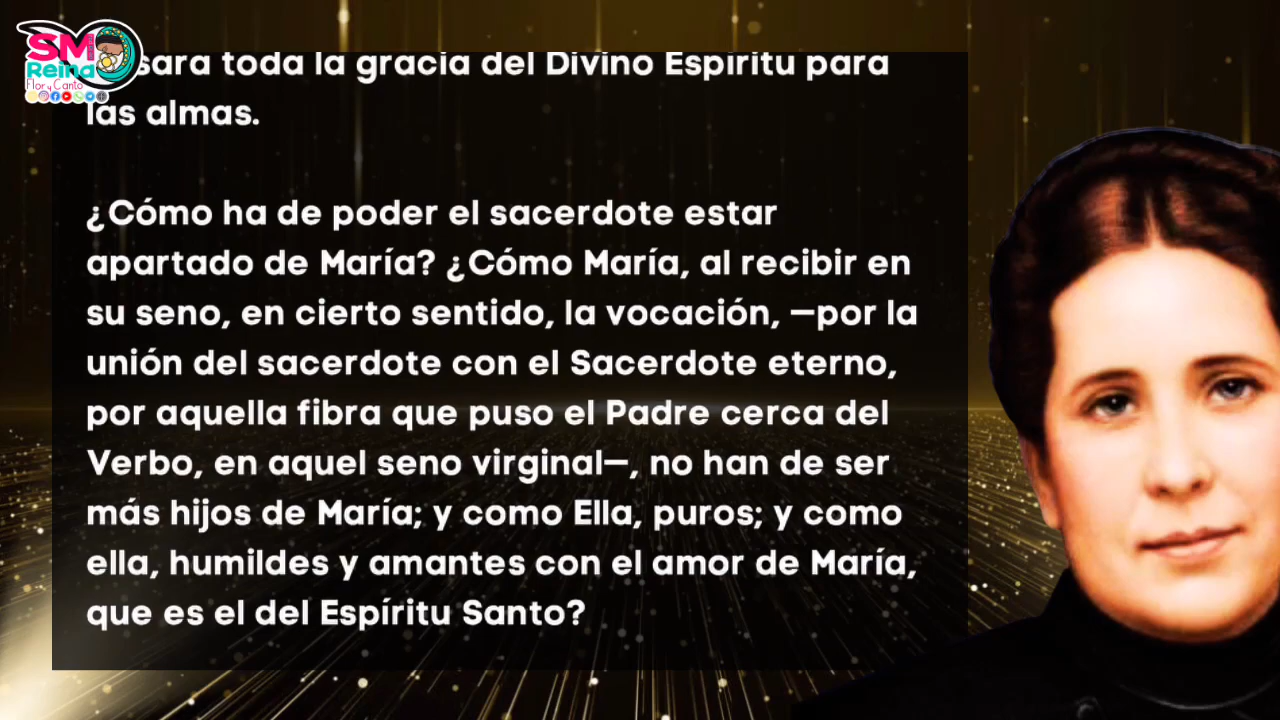 SM
Reina
Flor y Canto
sara toda la gracia del Divino Espíritu para
las almas.
¿Cómo ha de poder el sacerdote estar
apartado de María? ¿Cómo María, al recibir en
su seno, en cierto sentido, la vocación, —por la
unión del sacerdote con el Sacerdote eterno,
por aquella fibra que puso el Padre cerca del
Verbo, en aquel seno virginal—, no han de ser
más hijos de María; y como Ella, puros; y como
ella, humildes y amantes con el amor de María,
que es el del Espíritu Santo?